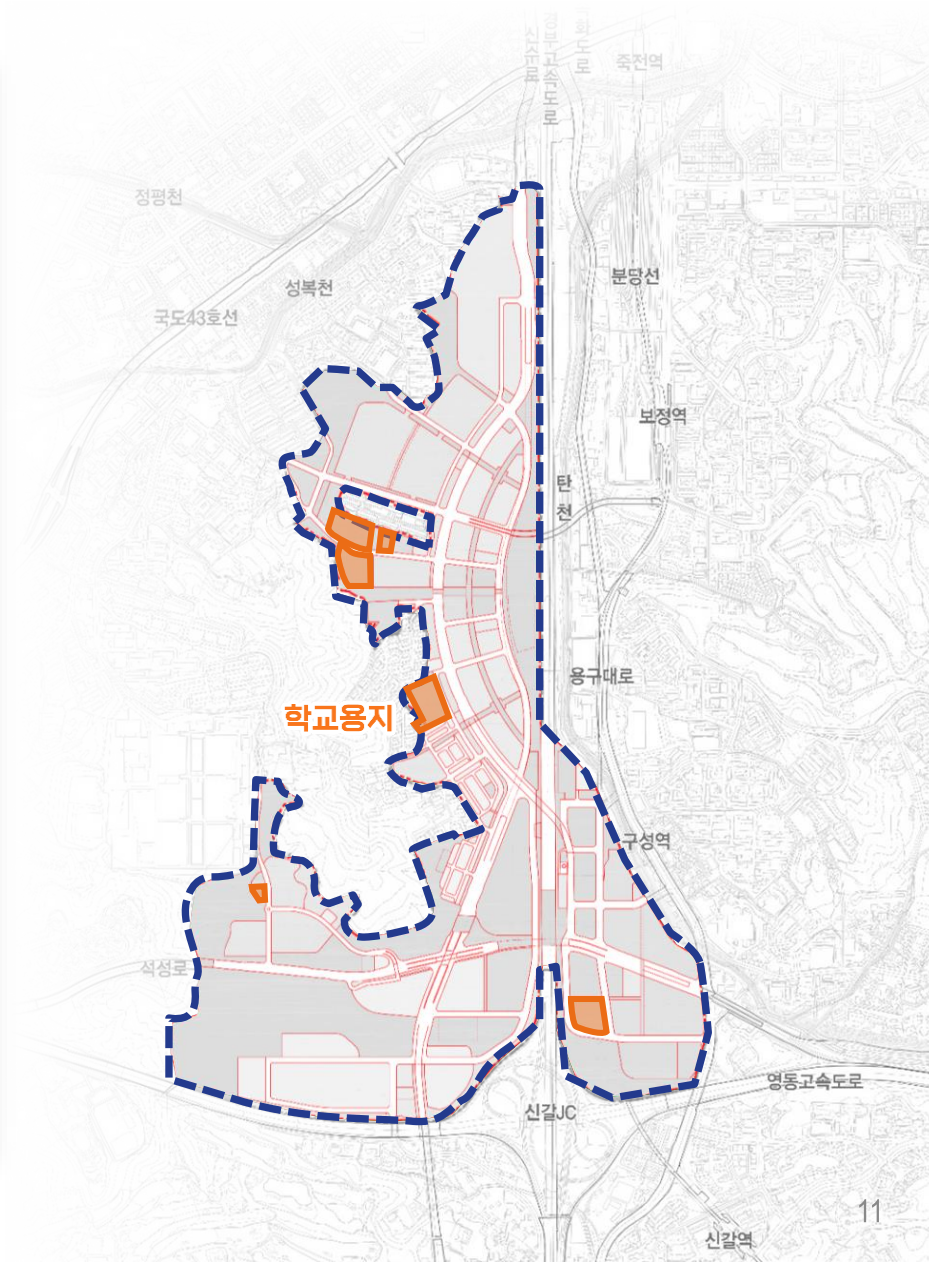 신수로
경부고속도로
죽전역
정평천
성복천
분당선
국도43호선
보정역
탄천
용구대로
학교용지
구성역
석성로
영동고속도로
신갈JC
11
신갈역